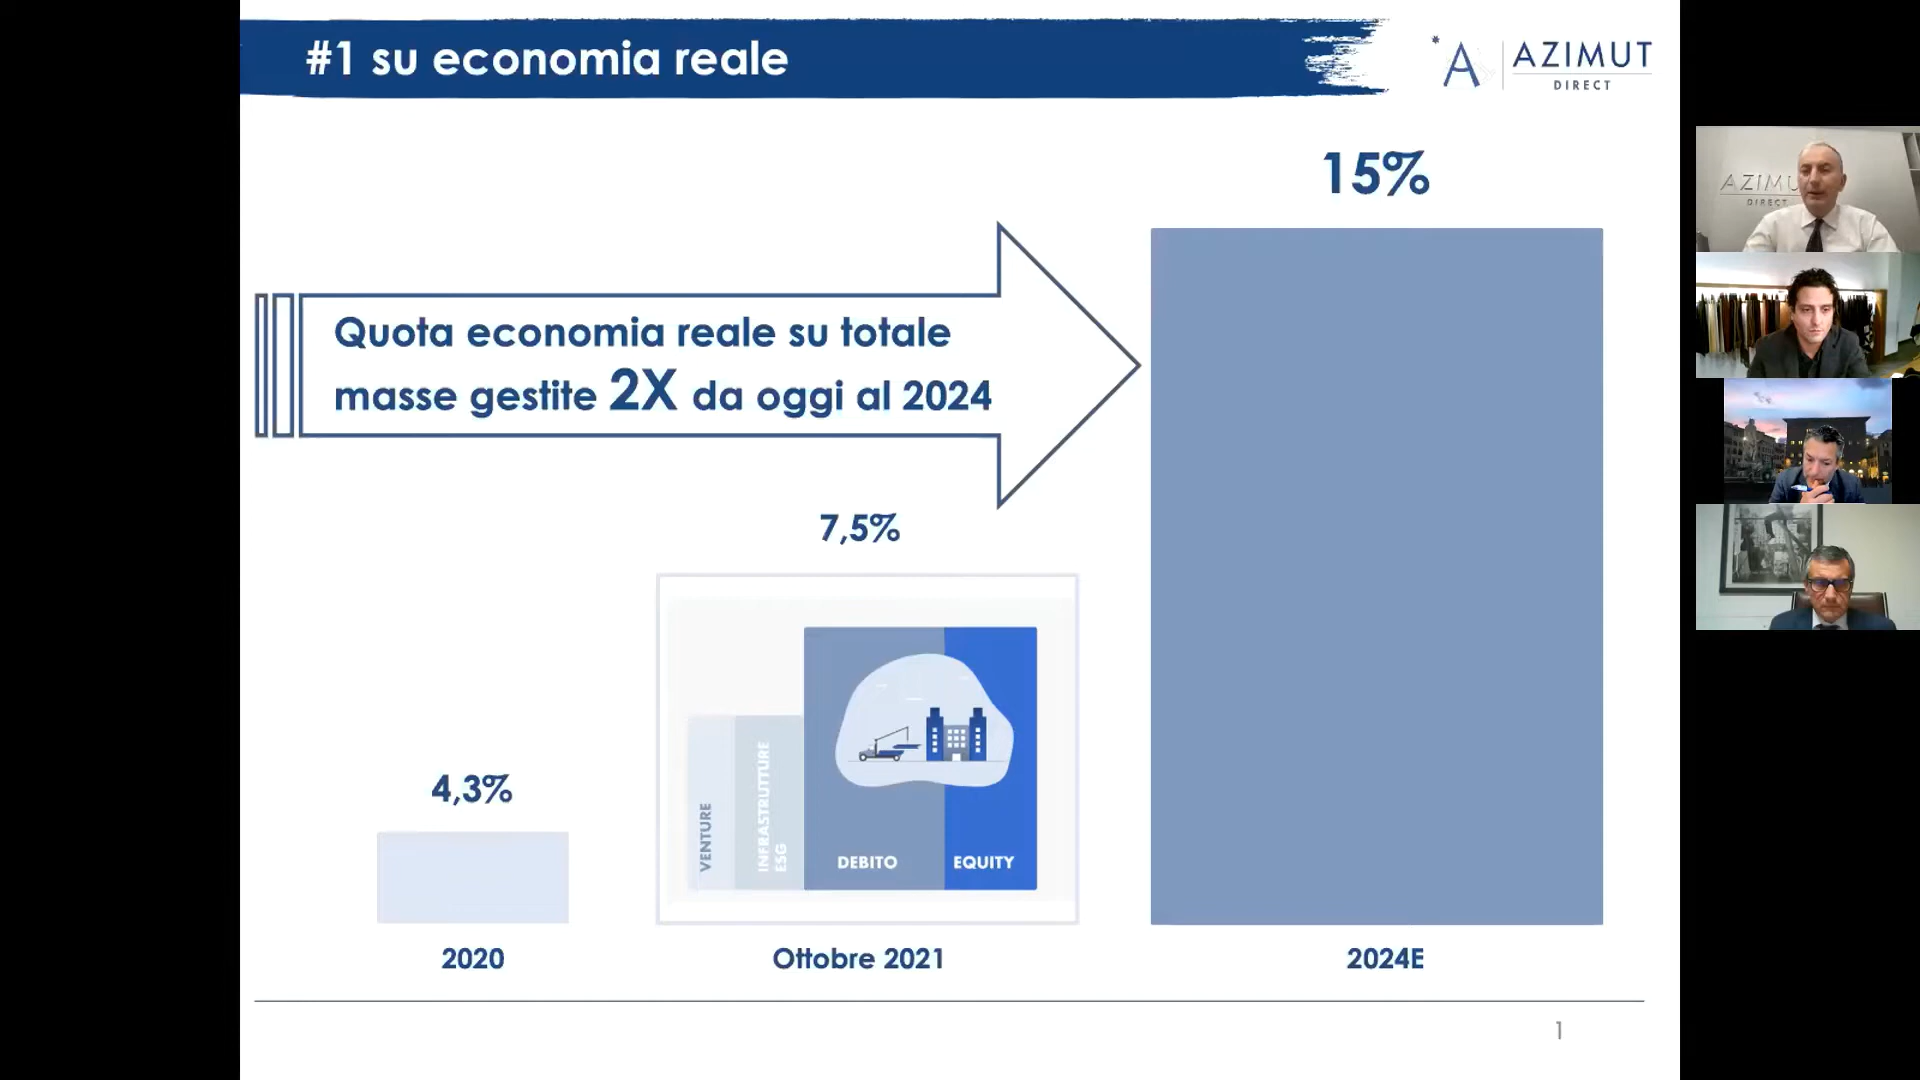 #1 su economia reale
AZIMUT
DIRECT
15%
Quota economia reale su totale
masse gestite 2X da oggi al 2024
7,5%
4,3%
VENTURE
INFRASTRUTTURE
ESG
DEBITO
EQUITY
2020
Ottobre 2021
2024E
1
AZIMU
DIRECT